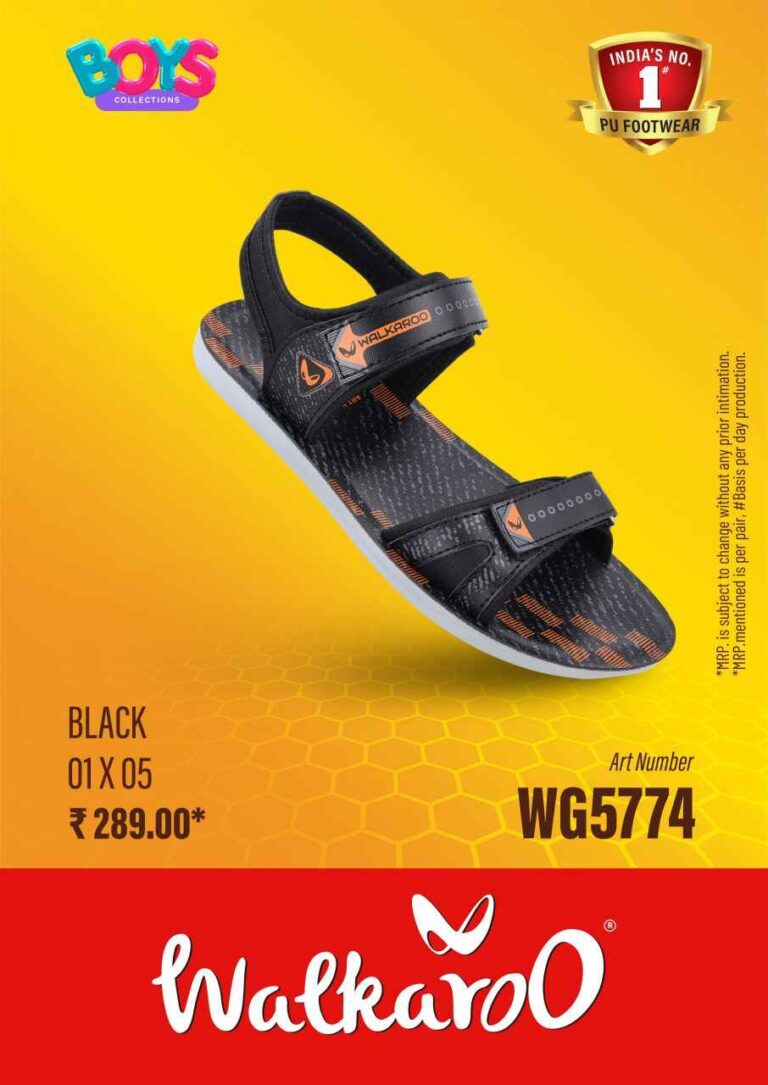 BOYS
COLLECTIONS
INDIA'S NO.
1#
PU FOOTWEAR
WALKAROO
*MRP. is subject to change without any prior intimation.
*MRP.mentioned is per pair, #Basis per day production.
BLACK
01 X 05
₹ 289.00*
Art Number
WG5774
Walkaroo®